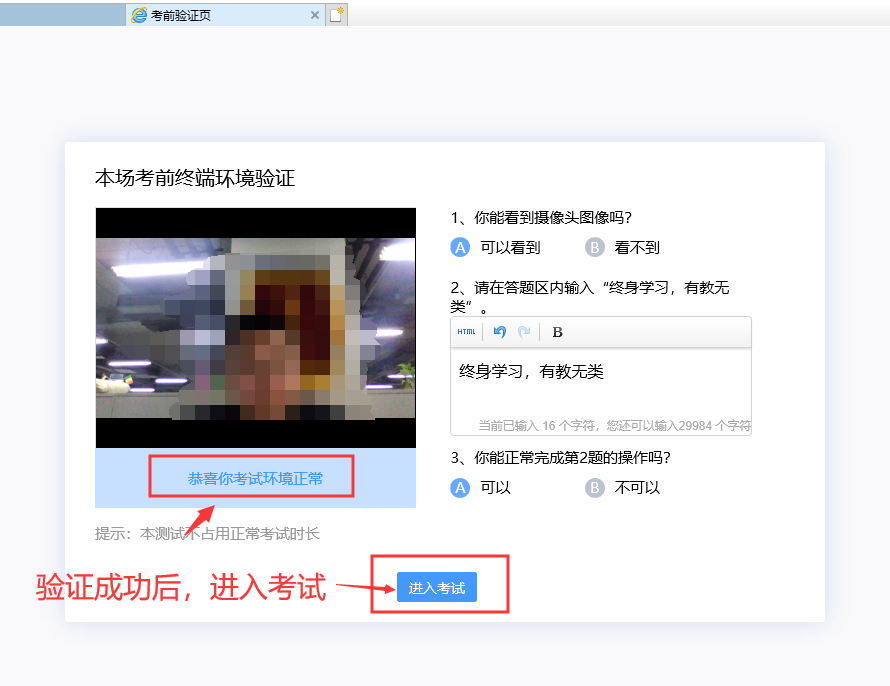 考前验证页
本场考前终端环境验证
1、你能看到摄像头图像吗?
A 可以看到 B 看不到
2、请在答题区内输入“终身学习，有教无
类”。
HTML B
终身学习，有教无类
当前已输入 16 个字符，您还可以输入29984 个字符
3、你能正常完成第2题的操作吗?
A 可以 B 不可以
恭喜你考试环境正常
提示：本测试不占用正常考试时长
验证成功后，进入考试
进入考试